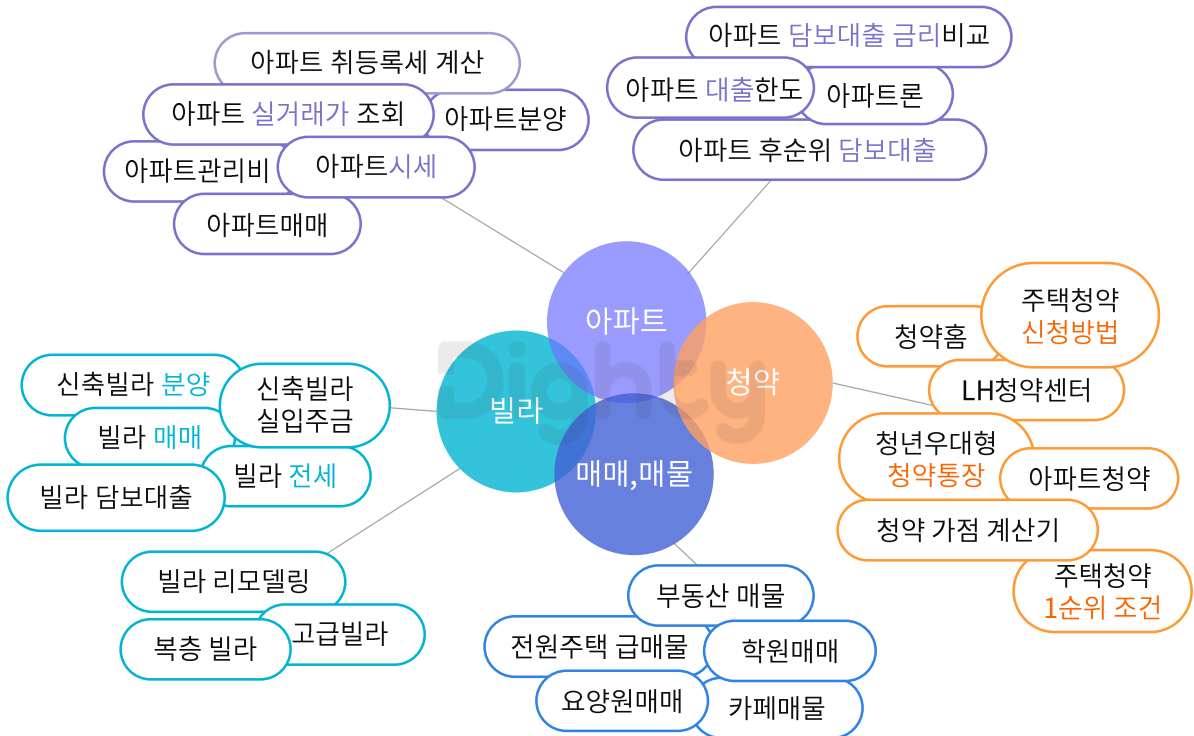 아파트 취등록세 계산
아파트 실거래가 조회
아파트분양
아파트관리비
아파트시세
아파트매매
아파트 담보대출 금리비교
아파트 대출한도
아파트론
아파트 후순위 담보대출
아파트
청약
빌라
매매,매물
Dighty
신축빌라 분양
신축빌라
실입주금
빌라 매매
빌라 전세
빌라 담보대출
빌라 리모델링
고급빌라
복층 빌라
주택청약
신청방법
청약홈
LH청약센터
청년우대형
청약통장
아파트청약
청약 가점 계산기
주택청약
1순위 조건
부동산 매물
전원주택 급매물
학원매매
요양원매매
카페매물